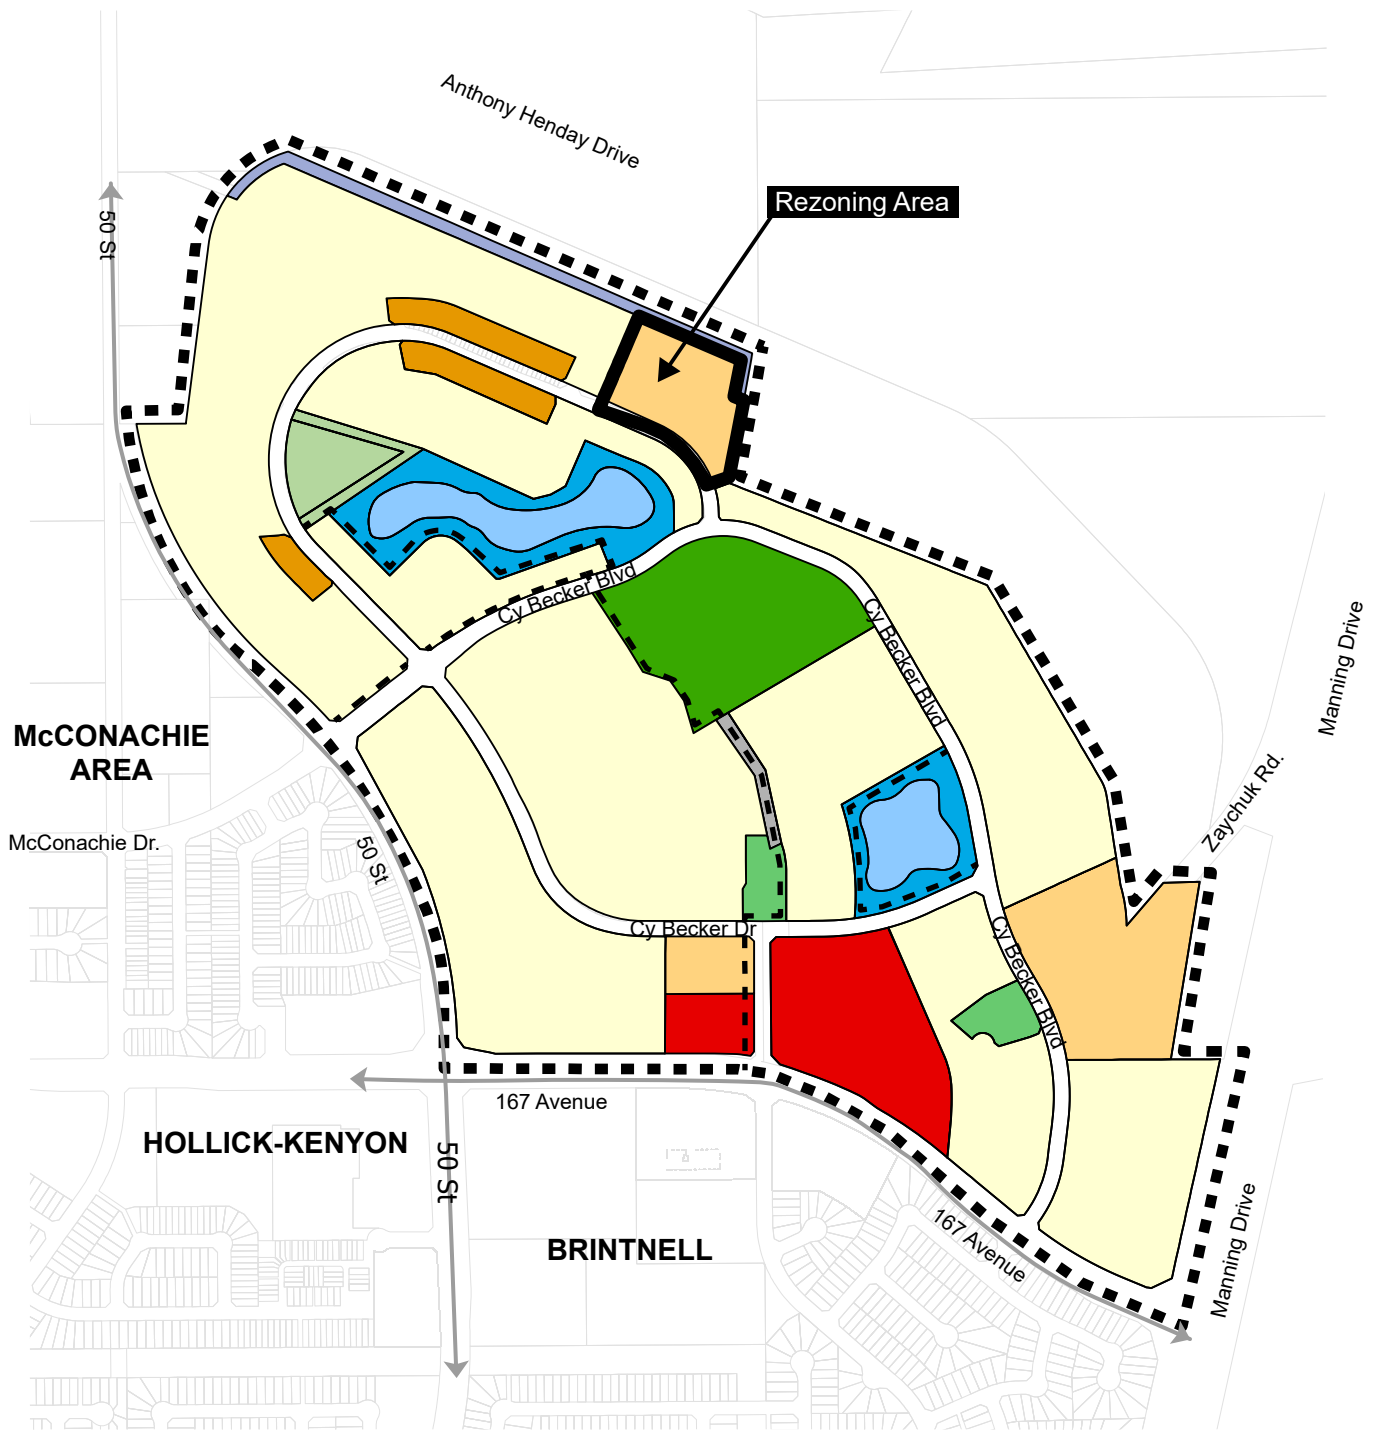 Anthony Henday Drive
Rezoning Area
50 St
Cy Becker Blvd
Cy Becker Blvd
Manning Drive
McCONACHIE
AREA
Zaychuk Rd.
McConachie Dr.
50 St
Cy Becker Dr
Cy Becker Blvd
167 Avenue
HOLLICK-KENYON
50 St
BRINTNELL
167 Avenue
Manning Drive